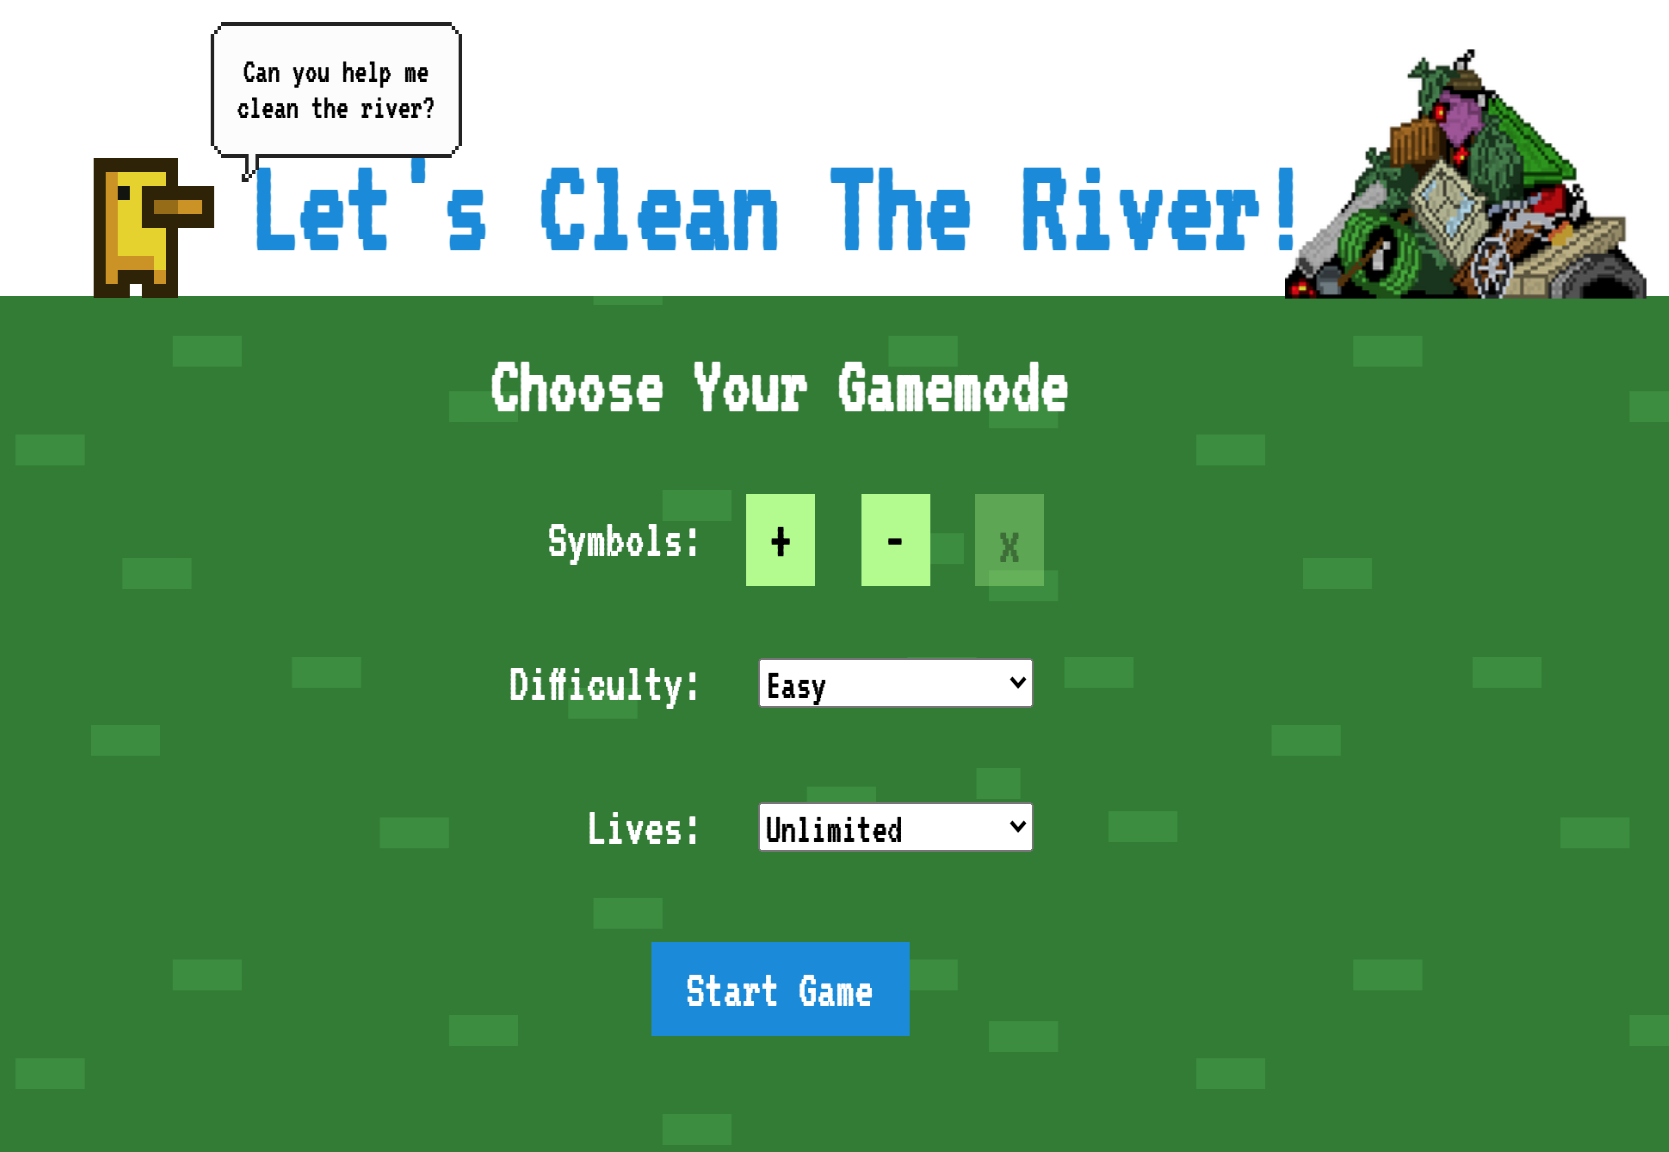 Can you help me
clean the river?
Let's Clean The River!
Choose Your Gamemode
Symbols: + - x
Difficulty: Easy
Lives: Unlimited
Start Game